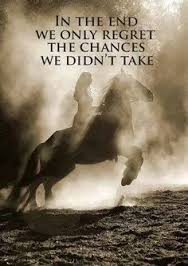 In the end
we only regret
the chances
we didn't take